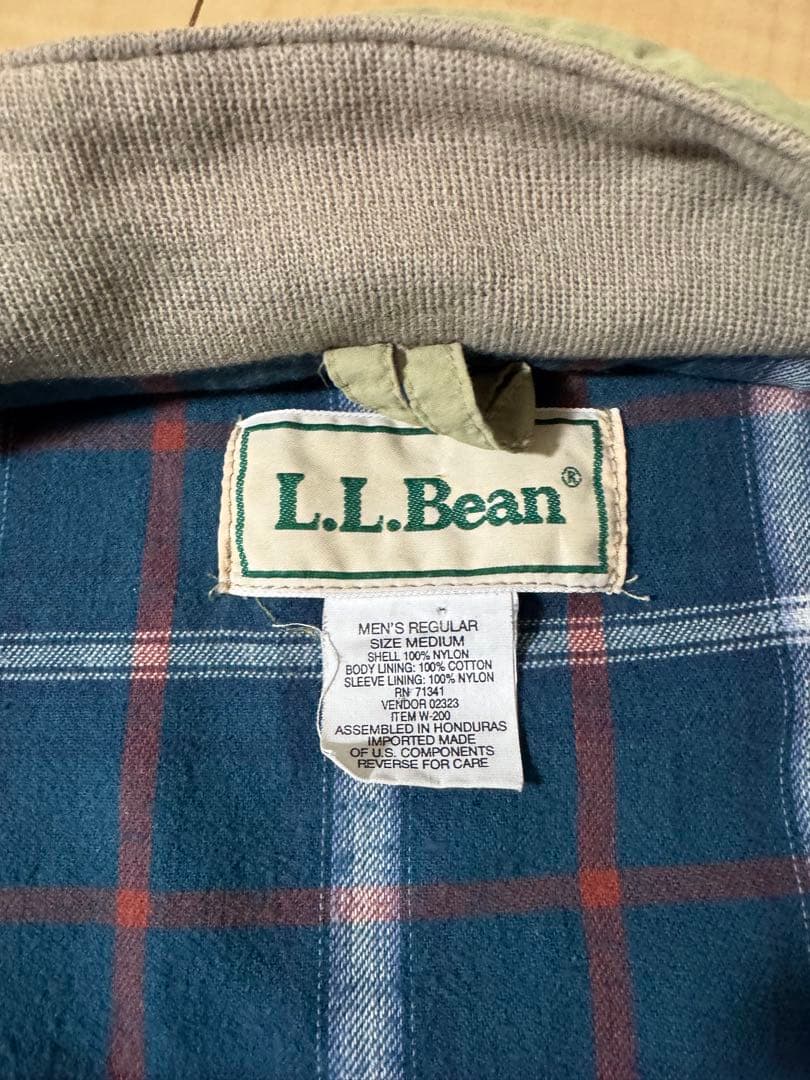 L.L.Bean®
MEN'S REGULAR
SIZE MEDIUM
SHELL 100% NYLON
BODY LINING: 100% COTTON
SLEEVE LINING: 100% NYLON
RN 71341
VENDOR 02323
ITEM W-200
ASSEMBLED IN HONDURAS
IMPORTED MADE
OF U.S. COMPONENTS
REVERSE FOR CARE